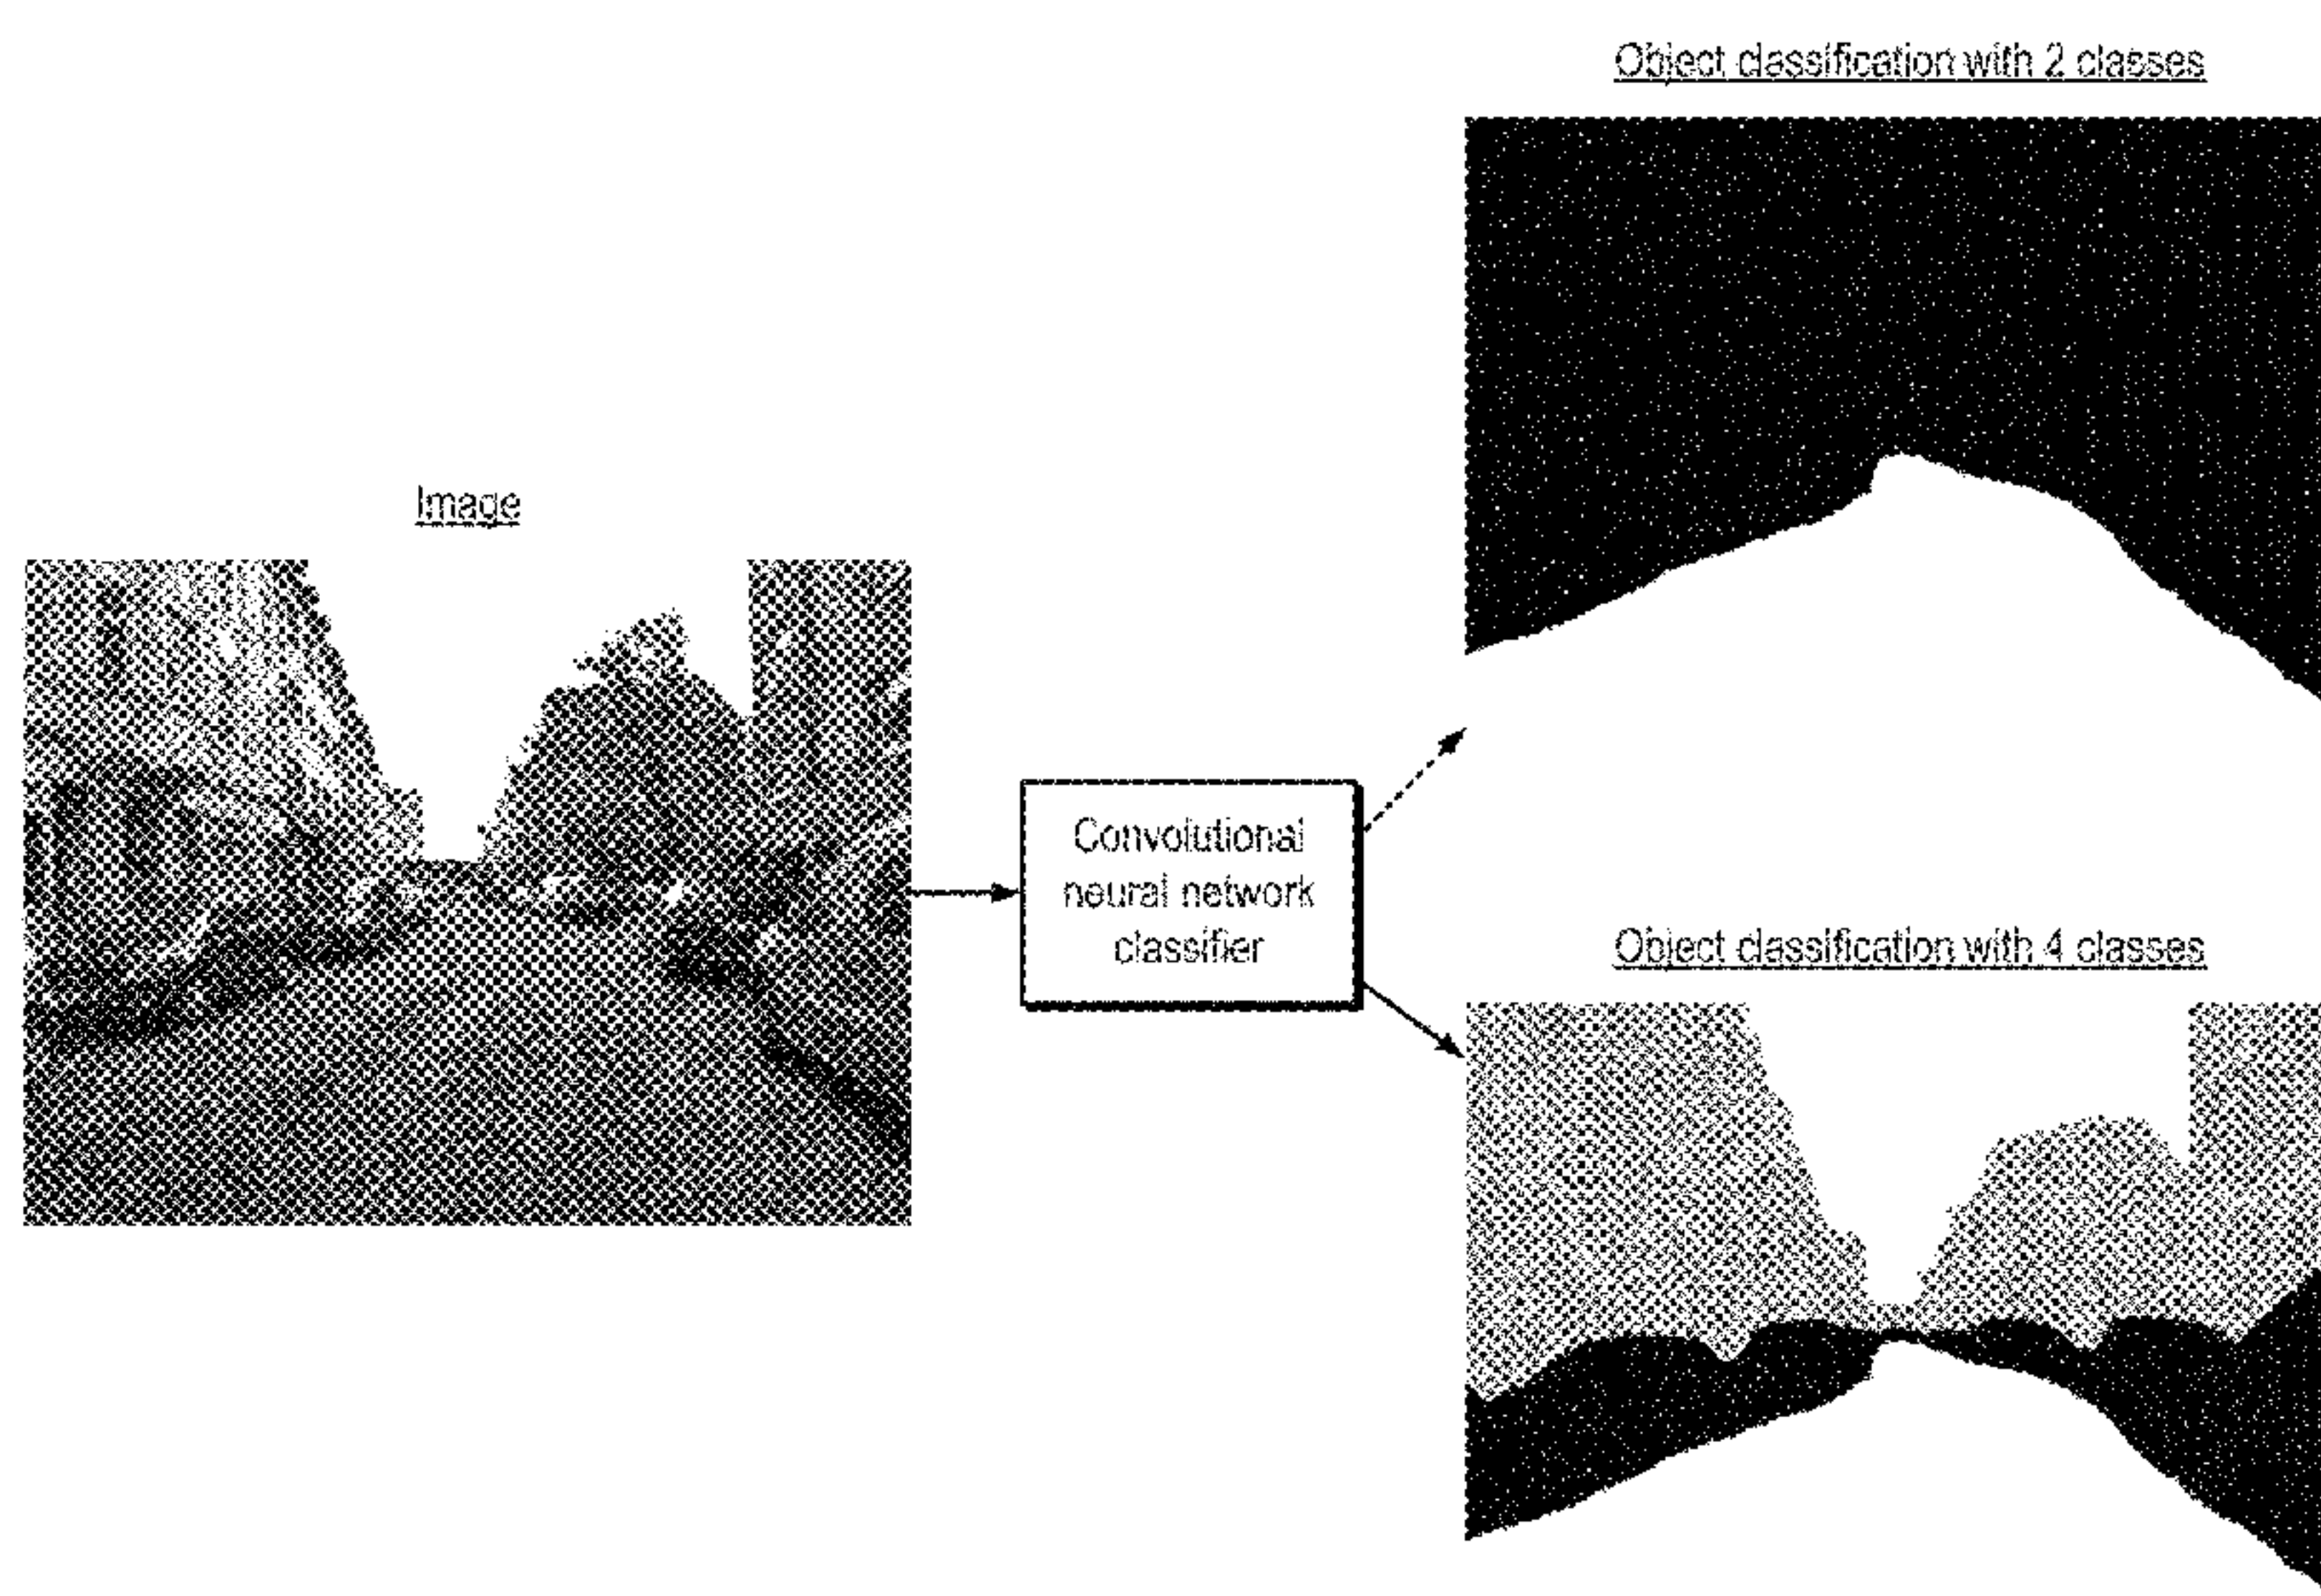 Object classification with 2 classes
Image
Convolutional
neural network
classifier
Object classification with 4 classes